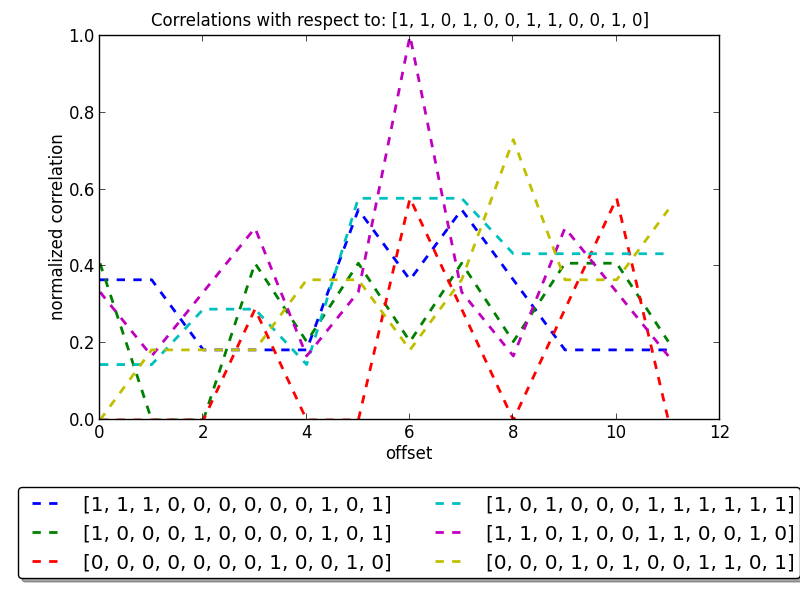 Correlations with respect to: [1, 1, 0, 1, 0, 0, 1, 1, 0, 0, 1, 0]
1.0
0.8
0.6
0.4
0.2
0.0
normalized correlation
0 2 4 6 8 10 12
offset
[1, 1, 1, 0, 0, 0, 0, 0, 0, 1, 0, 1]
[1, 0, 0, 0, 1, 0, 0, 0, 0, 1, 0, 1]
[0, 0, 0, 0, 0, 0, 0, 1, 0, 0, 1, 0]
[1, 0, 1, 0, 0, 0, 1, 1, 1, 1, 1, 1]
[1, 1, 0, 1, 0, 0, 1, 1, 0, 0, 1, 0]
[0, 0, 0, 1, 0, 1, 0, 0, 1, 1, 0, 1]